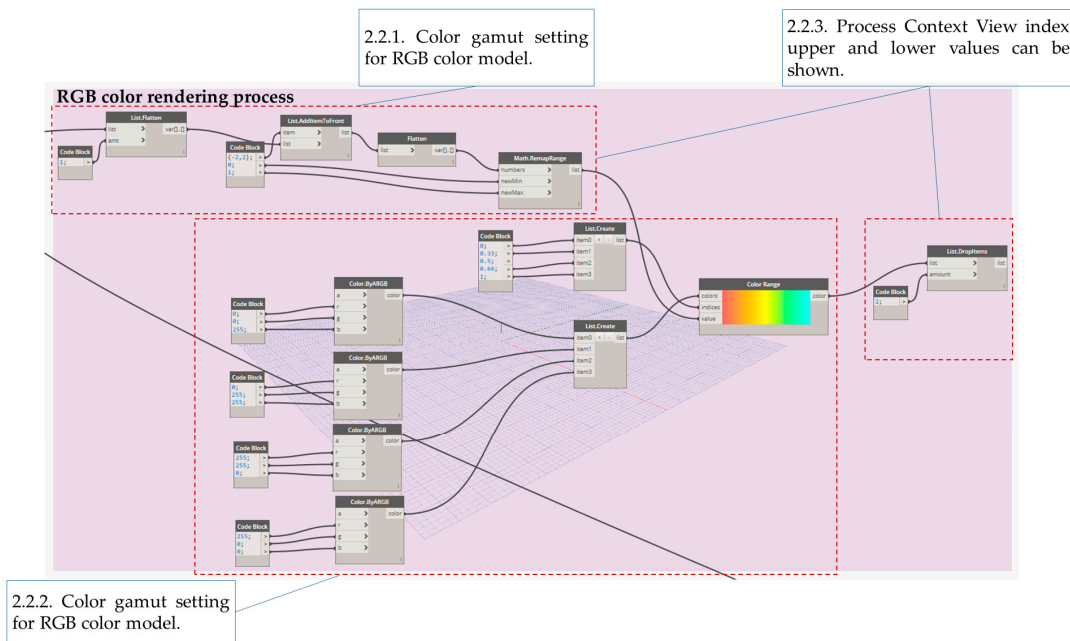 2.2.1. Color gamut setting
for RGB color model.
2.2.3. Process Context View index
upper and lower values can be
shown.
RGB color rendering process
List.Flatten
list >
amt >
var[]..[]
Code Block
1; >
List.AddItemToFront
item >
list >
list
Code Block
{-2,2}; >
0; >
1; >
Flatten
list > var[]..[]
Math.RemapRange
numbers > list
newMin >
newMax >
Code Block
0; >
0.33; >
0.5; >
0.66; >
1; >
List.Create
item0 + - list
item1
item2
item3
Color Range
colors
indices
value
color
List.DropItems
list > list
amount >
Code Block
2; >
Code Block
0; >
0; >
255; >
Color.ByARGB
a > color
r >
g >
b >
List.Create
item0 + - list
item1
item2
item3
Code Block
0; >
255; >
255; >
Color.ByARGB
a > color
r >
g >
b >
Code Block
255; >
255; >
0; >
Color.ByARGB
a > color
r >
g >
b >
Code Block
255; >
0; >
0; >
Color.ByARGB
a > color
r >
g >
b >
2.2.2. Color gamut setting
for RGB color model.